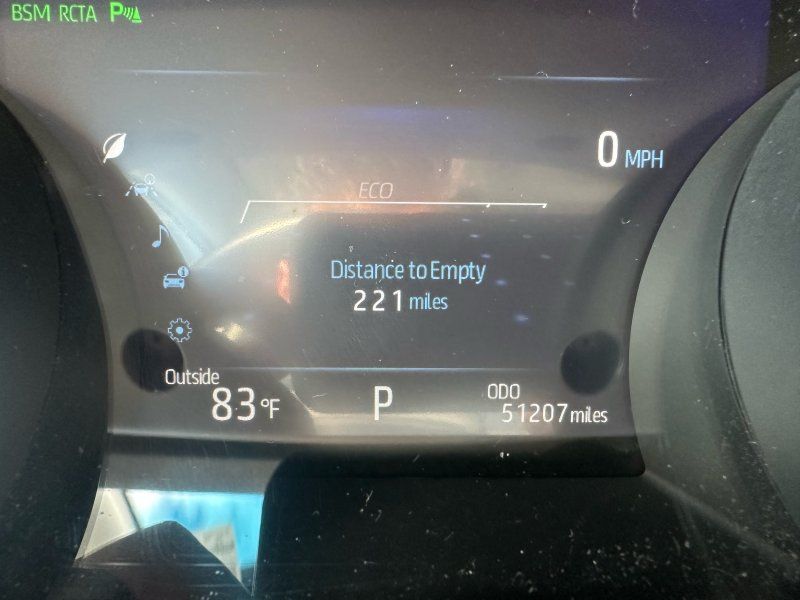 BSM RCTA P
0 MPH
ECO
Distance to Empty
221 miles
Outside
83°F
P
ODO
51207 miles